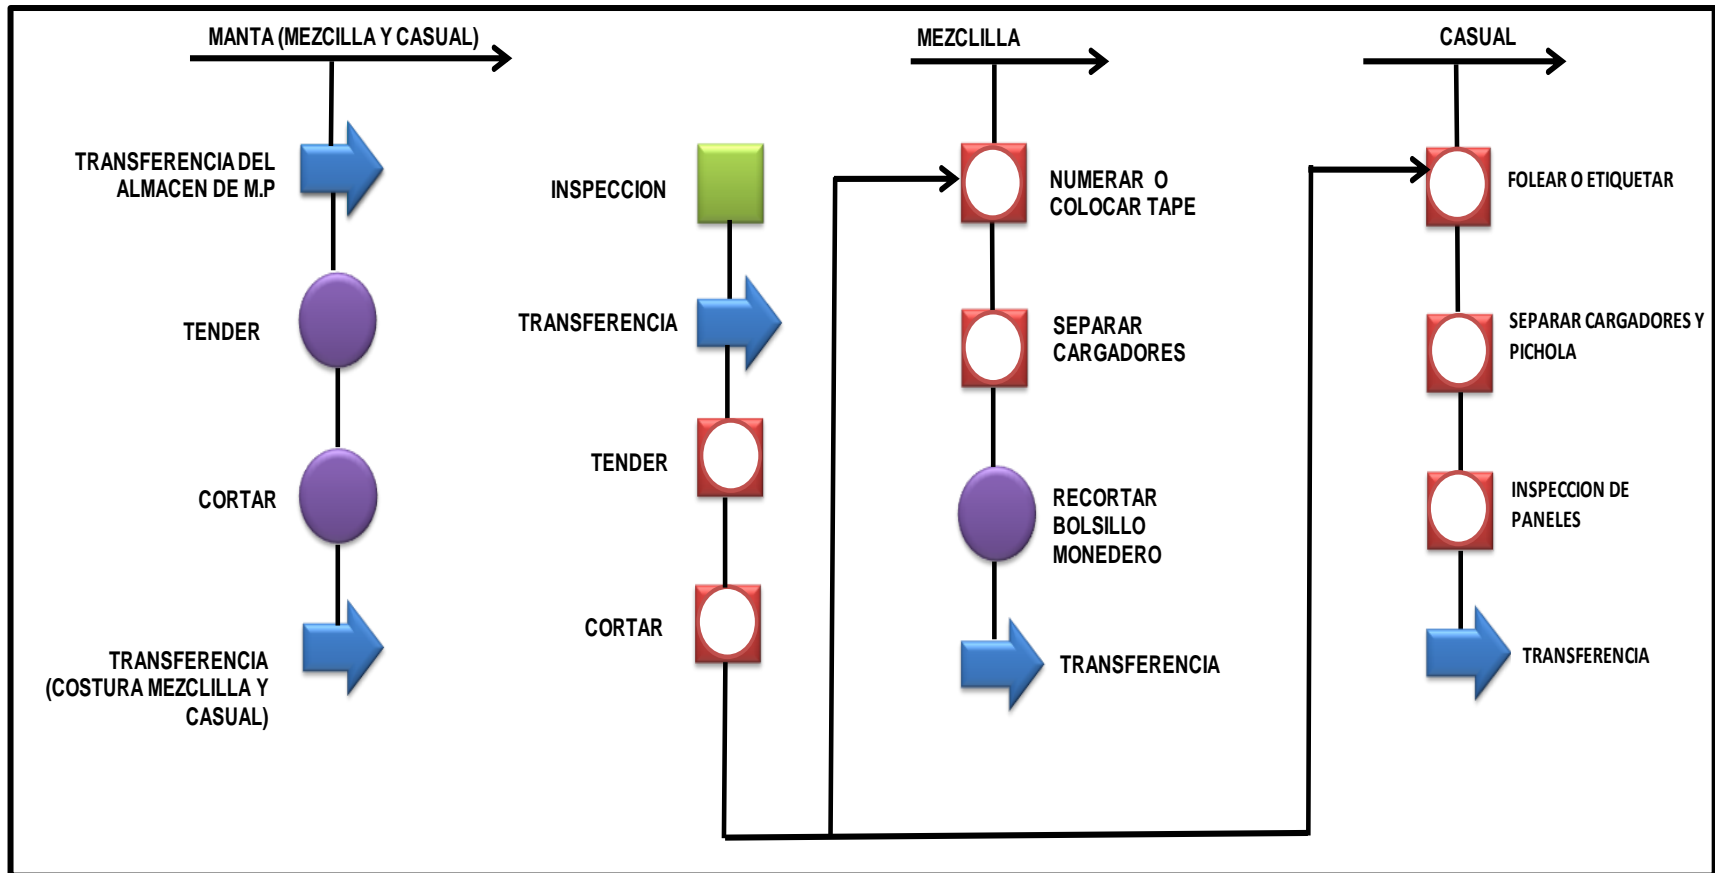 MANTA (MEZCILLA Y CASUAL)
TRANSFERENCIA DEL
ALMACEN DE M.P
TENDER
CORTAR
TRANSFERENCIA
(COSTURA MEZCLILLA Y
CASUAL)
INSPECCION
TRANSFERENCIA
TENDER
CORTAR
MEZCLILLA
NUMERAR O
COLOCAR TAPE
SEPARAR
CARGADORES
RECORTAR
BOLSILLO
MONEDERO
TRANSFERENCIA
CASUAL
FOLEAR O ETIQUETAR
SEPARAR CARGADORES Y
PICHOLA
INSPECCION DE
PANELES
TRANSFERENCIA